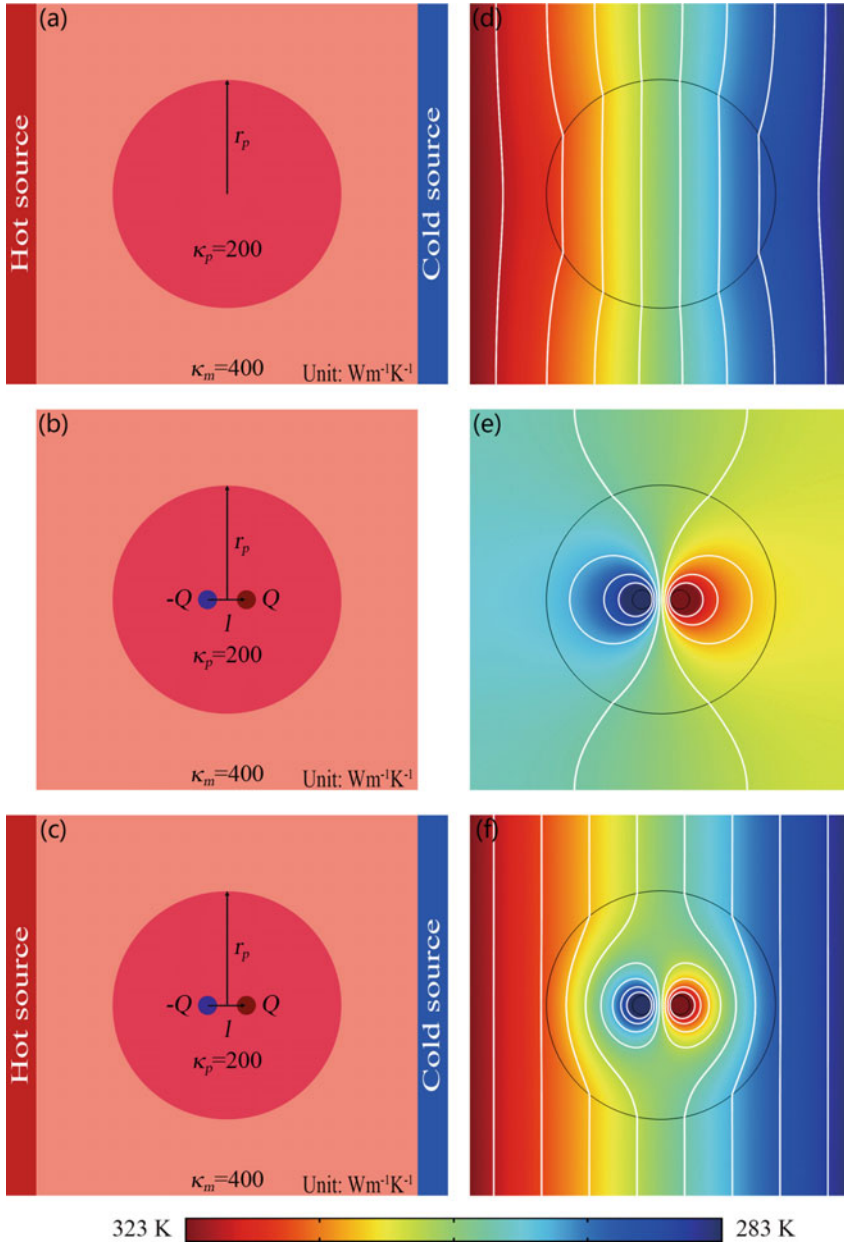 (a)
(d)
Hot source
r_p
κ_p=200
κ_m=400 Unit: Wm⁻¹K⁻¹
Cold source
(b)
(e)
r_p
-Q Q
l
κ_p=200
κ_m=400 Unit: Wm⁻¹K⁻¹
(c)
(f)
Hot source
r_p
-Q Q
l
κ_p=200
κ_m=400 Unit: Wm⁻¹K⁻¹
Cold source
323 K 283 K